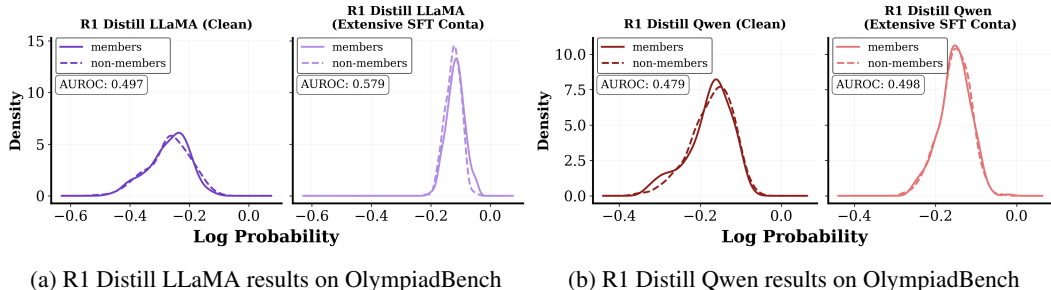 R1 Distill LLaMA (Clean)
R1 Distill LLaMA
(Extensive SFT Conta)
15
10
5
0
Density
members
non-members
AUROC: 0.497
members
non-members
AUROC: 0.579
−0.6 −0.4 −0.2 0.0
−0.6 −0.4 −0.2 0.0
Log Probability
(a) R1 Distill LLaMA results on OlympiadBench
R1 Distill Qwen (Clean)
R1 Distill Qwen
(Extensive SFT Conta)
10.0
7.5
5.0
2.5
0.0
Density
members
non-members
AUROC: 0.479
members
non-members
AUROC: 0.498
−0.4 −0.2 0.0
−0.4 −0.2 0.0
Log Probability
(b) R1 Distill Qwen results on OlympiadBench